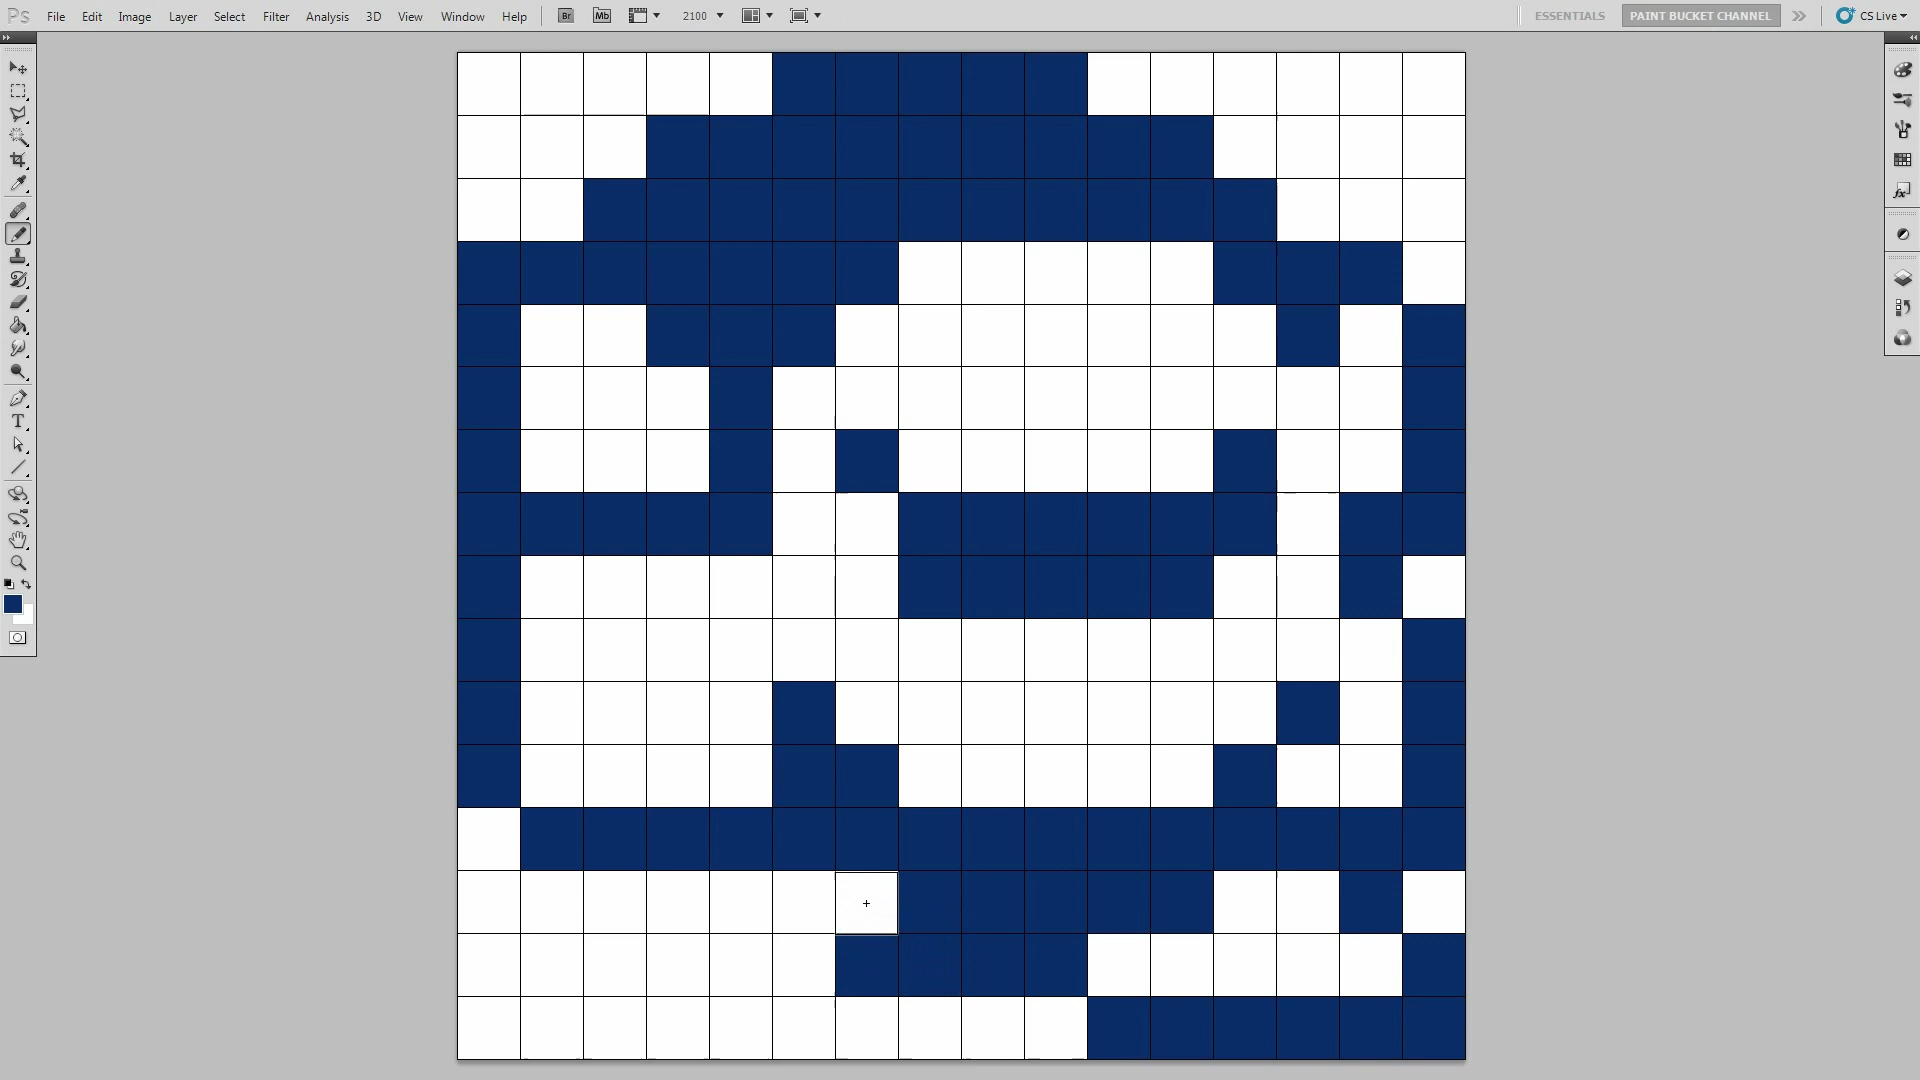 Ps File Edit Image Layer Select Filter Analysis 3D View Window Help Br Mb 2100 ESSENTIALS PAINT BUCKET CHANNEL CS Live
T
fx